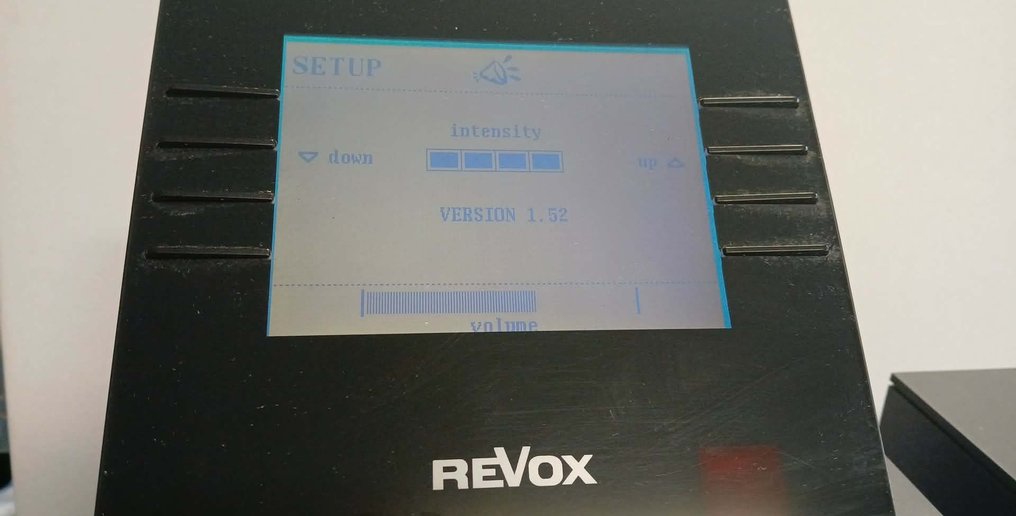 SETUP
intensity
down
up
VERSION 1.52
volume
REVOX